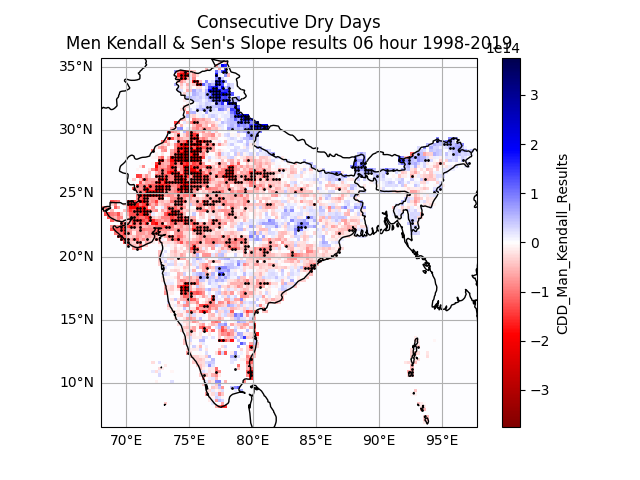 Consecutive Dry Days
Men Kendall & Sen's Slope results 06 hour 1998-2019
1e14
35°N
30°N
25°N
20°N
15°N
10°N
70°E 75°E 80°E 85°E 90°E 95°E
3
2
1
0
−1
−2
−3
CDD_Man_Kendall_Results